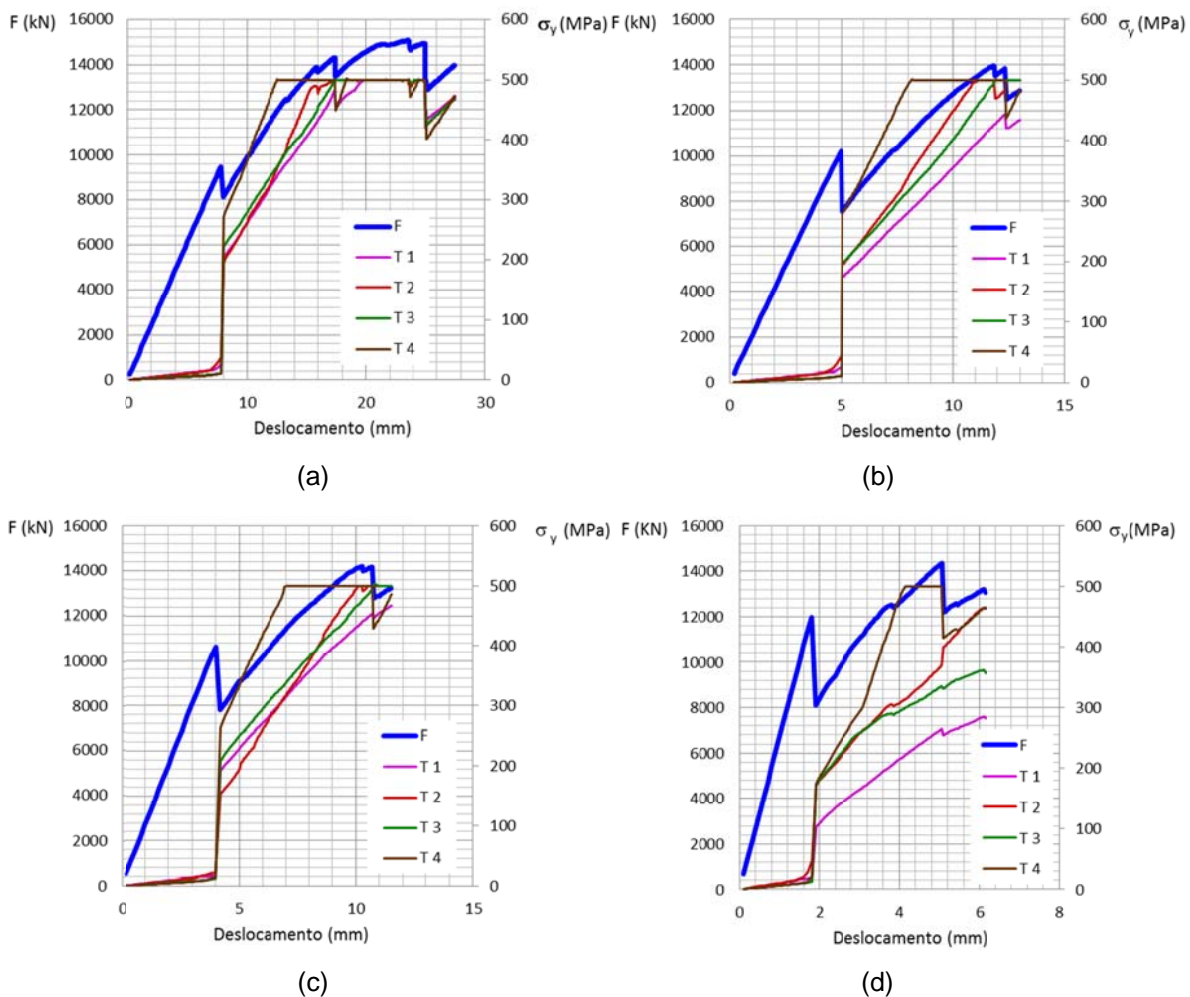 F (kN)
σy (MPa)
16000
14000
12000
10000
8000
6000
4000
2000
0
600
500
400
300
200
100
0
F
T 1
T 2
T 3
T 4
0
10
20
30
Deslocamento (mm)
(a)
F (kN)
σy (MPa)
16000
14000
12000
10000
8000
6000
4000
2000
0
600
500
400
300
200
100
0
F
T 1
T 2
T 3
T 4
0
5
10
15
Deslocamento (mm)
(b)
F (kN)
σy (MPa)
16000
14000
12000
10000
8000
6000
4000
2000
0
600
500
400
300
200
100
0
F
T 1
T 2
T 3
T 4
0
5
10
15
Deslocamento (mm)
(c)
F (KN)
σy(MPa)
16000
14000
12000
10000
8000
6000
4000
2000
0
600
500
400
300
200
100
0
F
T 1
T 2
T 3
T 4
0
2
4
6
8
Deslocamento (mm)
(d)